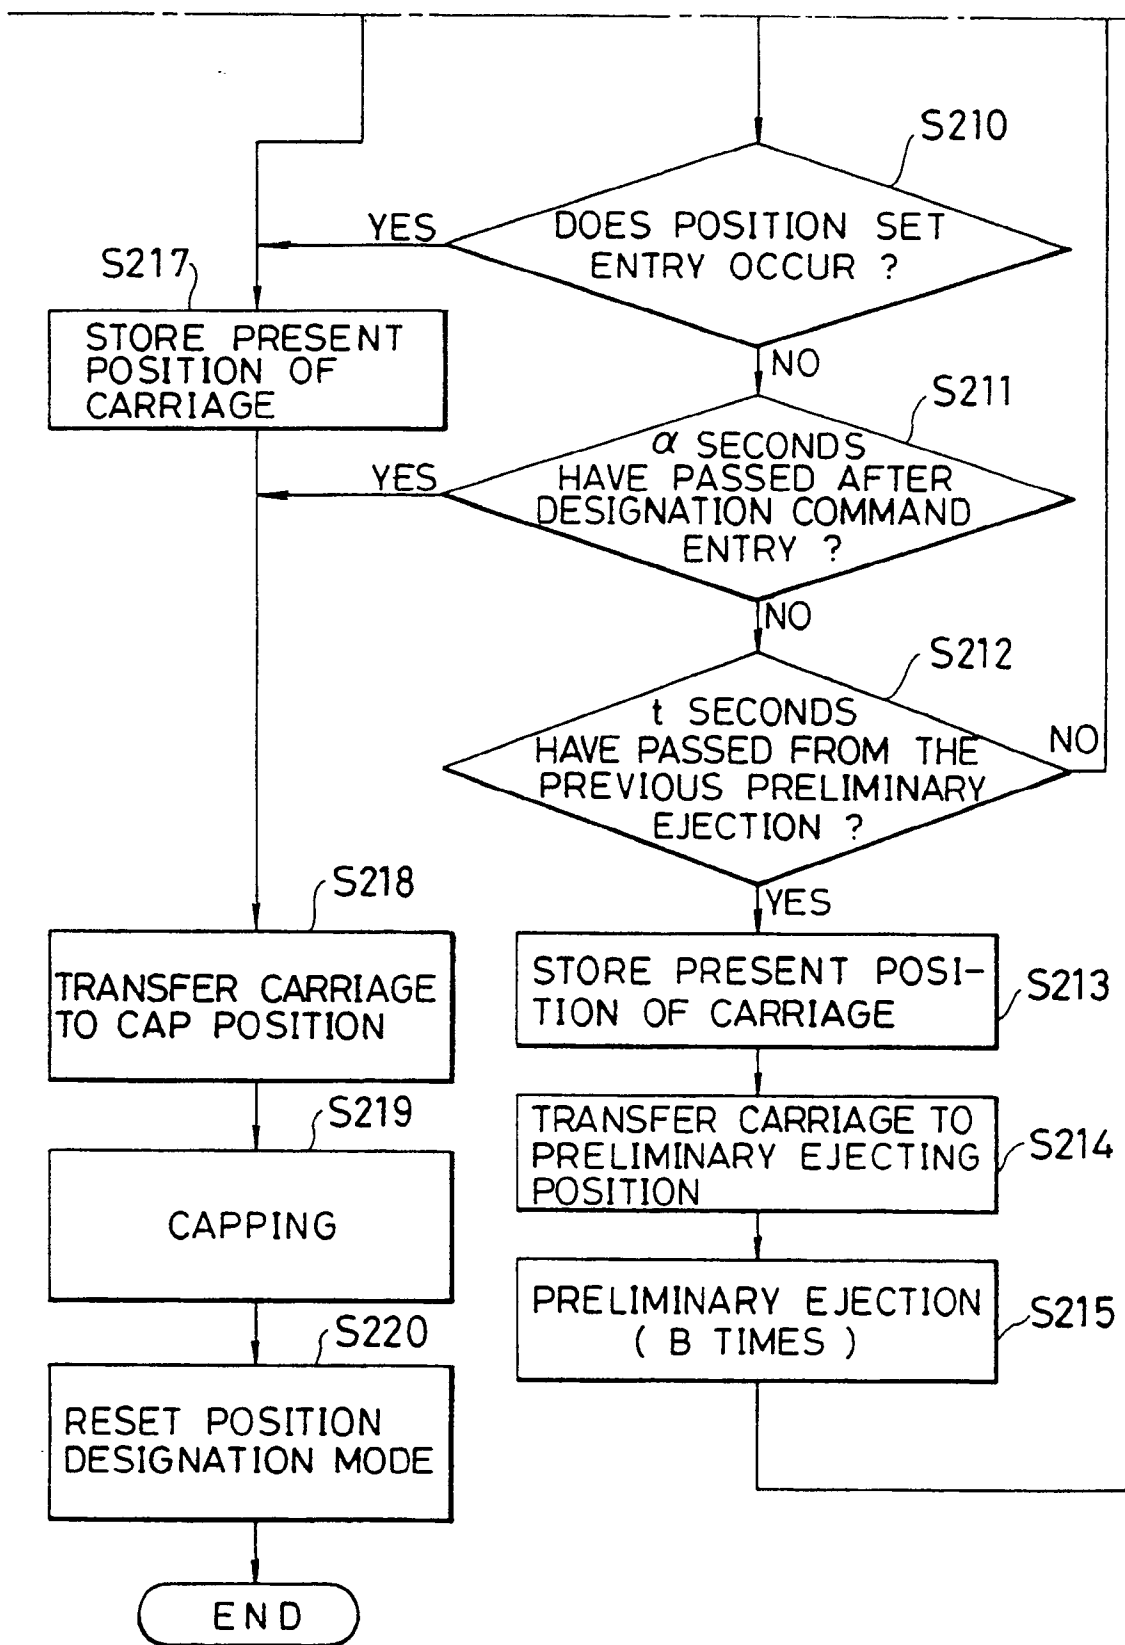 S210
DOES POSITION SET
ENTRY OCCUR ?
YES
NO
S217
STORE PRESENT
POSITION OF
CARRIAGE
S211
α SECONDS
HAVE PASSED AFTER
DESIGNATION COMMAND
ENTRY ?
YES
NO
S212
t SECONDS
HAVE PASSED FROM THE
PREVIOUS PRELIMINARY
EJECTION ?
NO
YES
S218
TRANSFER CARRIAGE
TO CAP POSITION
STORE PRESENT POSI-
TION OF CARRIAGE
S213
S219
CAPPING
TRANSFER CARRIAGE TO
PRELIMINARY EJECTING
POSITION
S214
PRELIMINARY EJECTION
( B TIMES )
S215
S220
RESET POSITION
DESIGNATION MODE
END